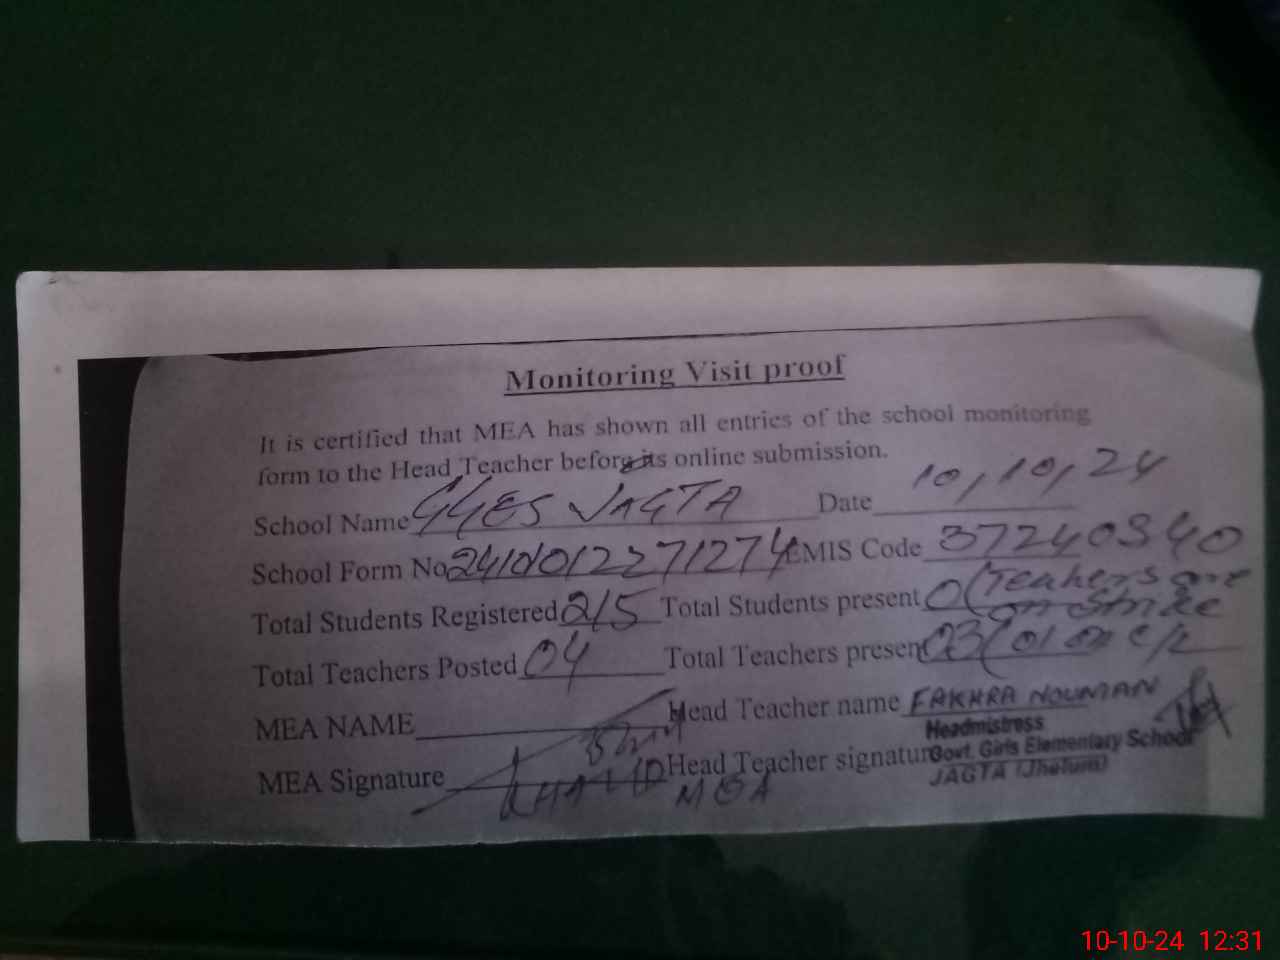 Monitoring Visit proof
It is certified that MEA has shown all entries of the school monitoring
form to the Head Teacher before its online submission.
School Name GGES JAGTA Date 10/10/24
School Form No 2410012271274 EMIS Code 37240340
Total Students Registered 215 Total Students present 0 (Teachers are on strike
Total Teachers Posted 04 Total Teachers present 03 (01 on C/L
MEA NAME Head Teacher name FAKHRA NOUMAN
MEA Signature KHALID MEA Head Teacher signature
Headmistress
Govt. Girls Elementary School
JAGTA (Jhelum)
10-10-24 12:31